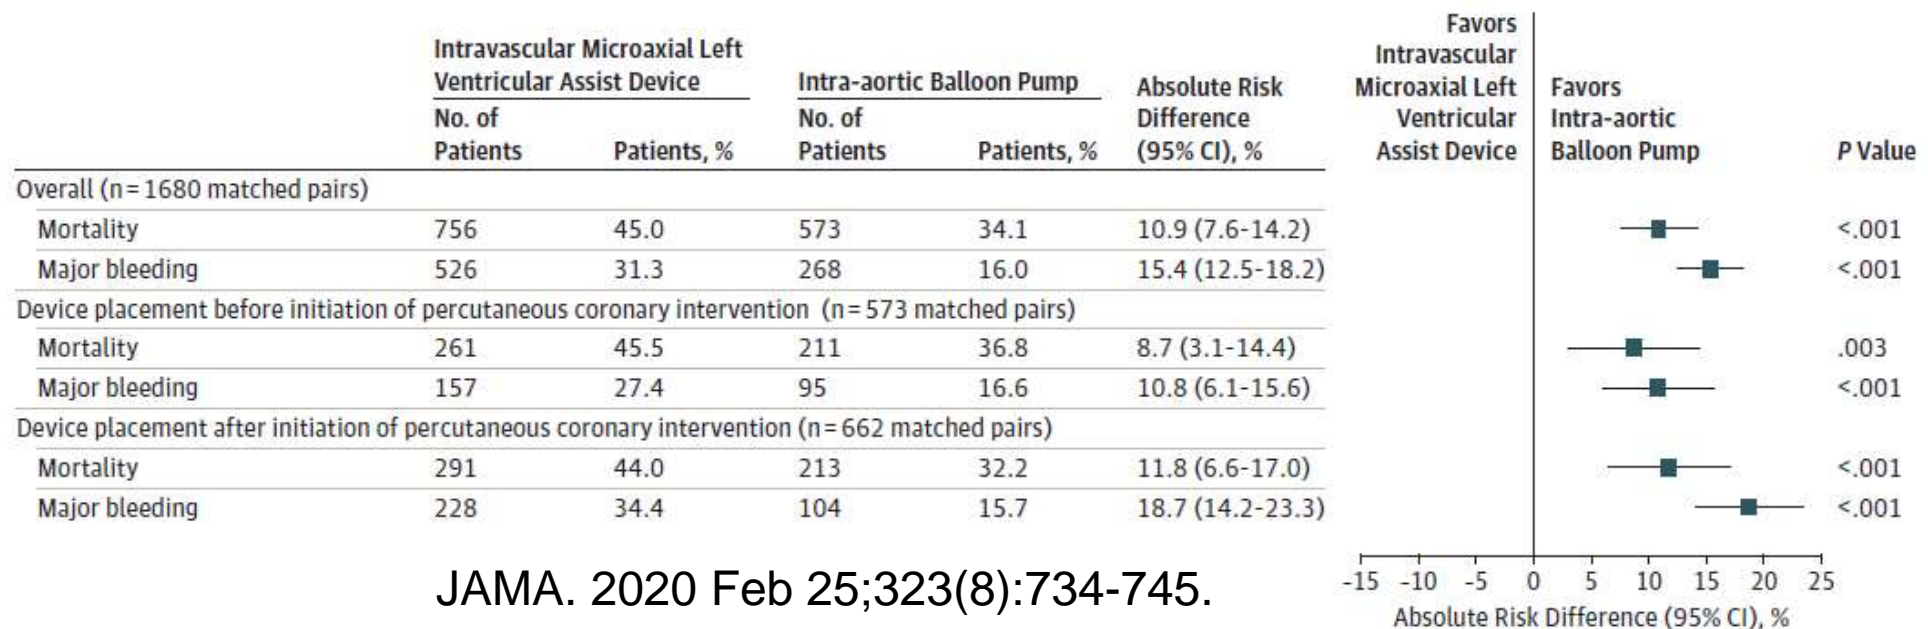 Intravascular Microaxial Left
Ventricular Assist Device
Intra-aortic Balloon Pump
Absolute Risk
Difference
(95% CI), %
Favors
Intravascular
Microaxial Left
Ventricular
Assist Device
Favors
Intra-aortic
Balloon Pump
P Value
No. of
Patients
Patients, %
No. of
Patients
Patients, %
Overall (n=1680 matched pairs)
Mortality 756 45.0 573 34.1 10.9 (7.6-14.2) <.001
Major bleeding 526 31.3 268 16.0 15.4 (12.5-18.2) <.001
Device placement before initiation of percutaneous coronary intervention (n=573 matched pairs)
Mortality 261 45.5 211 36.8 8.7 (3.1-14.4) .003
Major bleeding 157 27.4 95 16.6 10.8 (6.1-15.6) <.001
Device placement after initiation of percutaneous coronary intervention (n=662 matched pairs)
Mortality 291 44.0 213 32.2 11.8 (6.6-17.0) <.001
Major bleeding 228 34.4 104 15.7 18.7 (14.2-23.3) <.001
-15 -10 -5 0 5 10 15 20 25
Absolute Risk Difference (95% CI), %
JAMA. 2020 Feb 25;323(8):734-745.